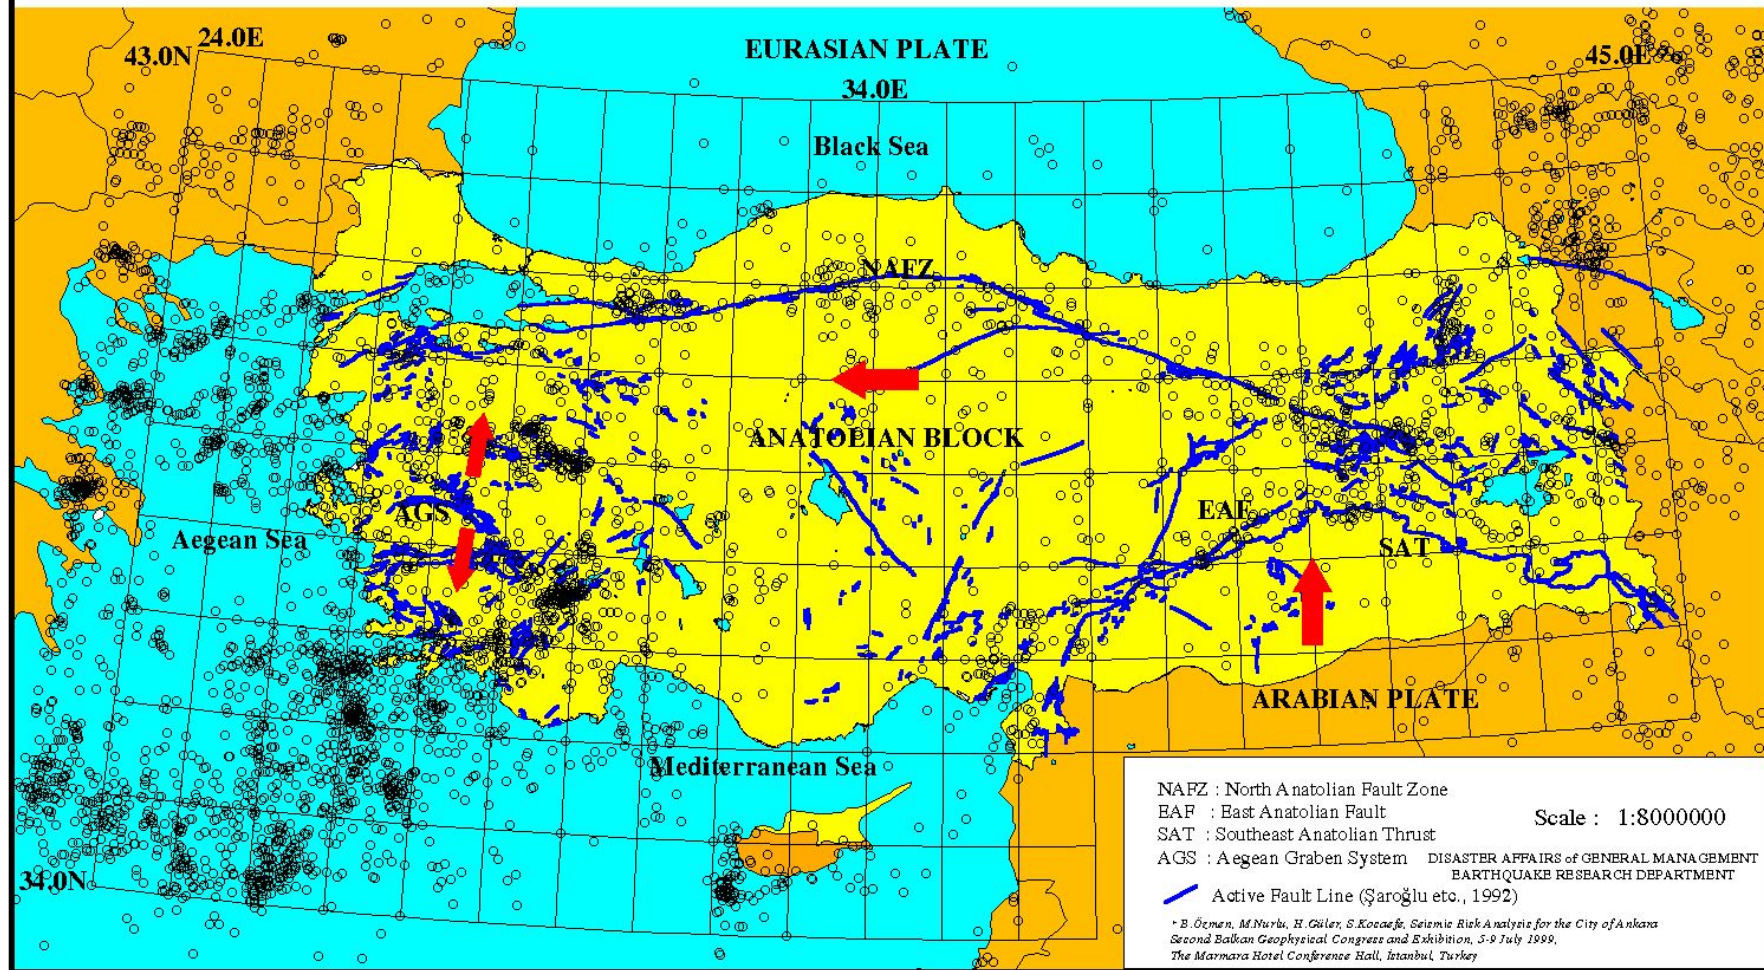 EURASIAN PLATE
43.0N 24.0E
34.0E
45.0E
Black Sea
NAFZ
ANATOLIAN BLOCK
AGS
EAF
SAT
Aegean Sea
ARABIAN PLATE
Mediterranean Sea
34.0N
NAFZ : North Anatolian Fault Zone
EAF : East Anatolian Fault
SAT : Southeast Anatolian Thrust
AGS : Aegean Graben System
Scale : 1:8000000
DISASTER AFFAIRS of GENERAL MANAGEMENT
EARTHQUAKE RESEARCH DEPARTMENT
Active Fault Line (Şaroğlu etc., 1992)
* B.Özmen, M.Nurlu, H.Güler, S.Kocaefe, Seismic Risk Analysis for the City of Ankara
Second Balkan Geophysical Congress and Exhibition, 5-9 July 1999,
The Marmara Hotel Conference Hall, İstanbul, Turkey